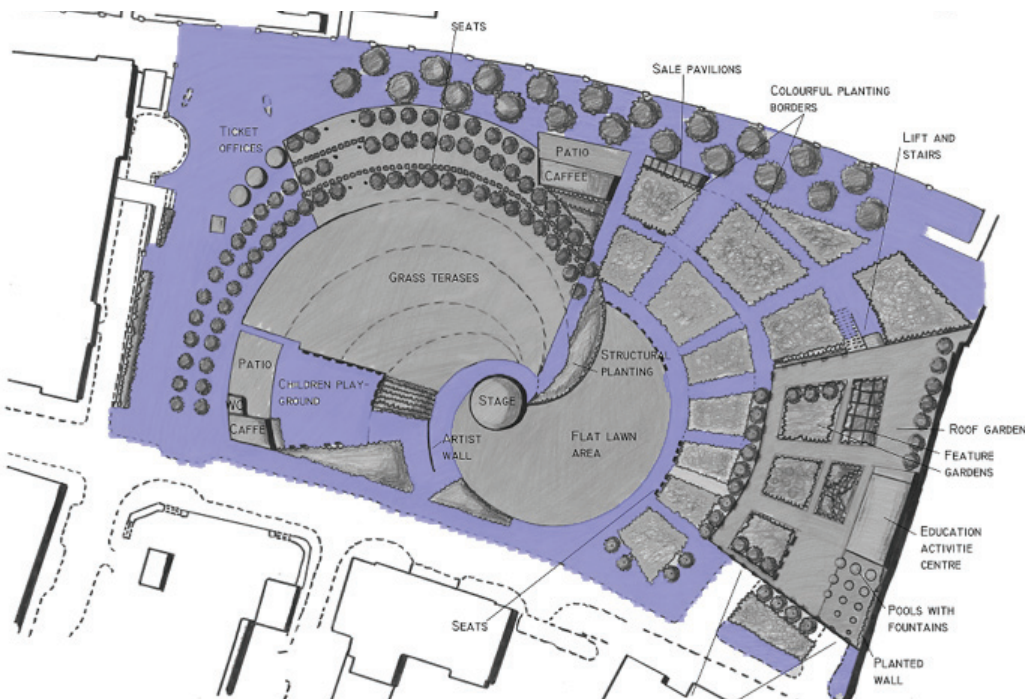 SEATS
SALE PAVILIONS
COLOURFUL PLANTING
BORDERS
LIFT AND
STAIRS
TICKET
OFFICES
PATIO
CAFFEE
GRASS TERASES
STRUCTURAL
PLANTING
PATIO
CHILDREN PLAY-
GROUND
WC
CAFFE
STAGE
ARTIST
WALL
FLAT LAWN
AREA
ROOF GARDEN
FEATURE
GARDENS
EDUCATION
ACTIVITIE
CENTRE
POOLS WITH
FOUNTAINS
SEATS
PLANTED
WALL